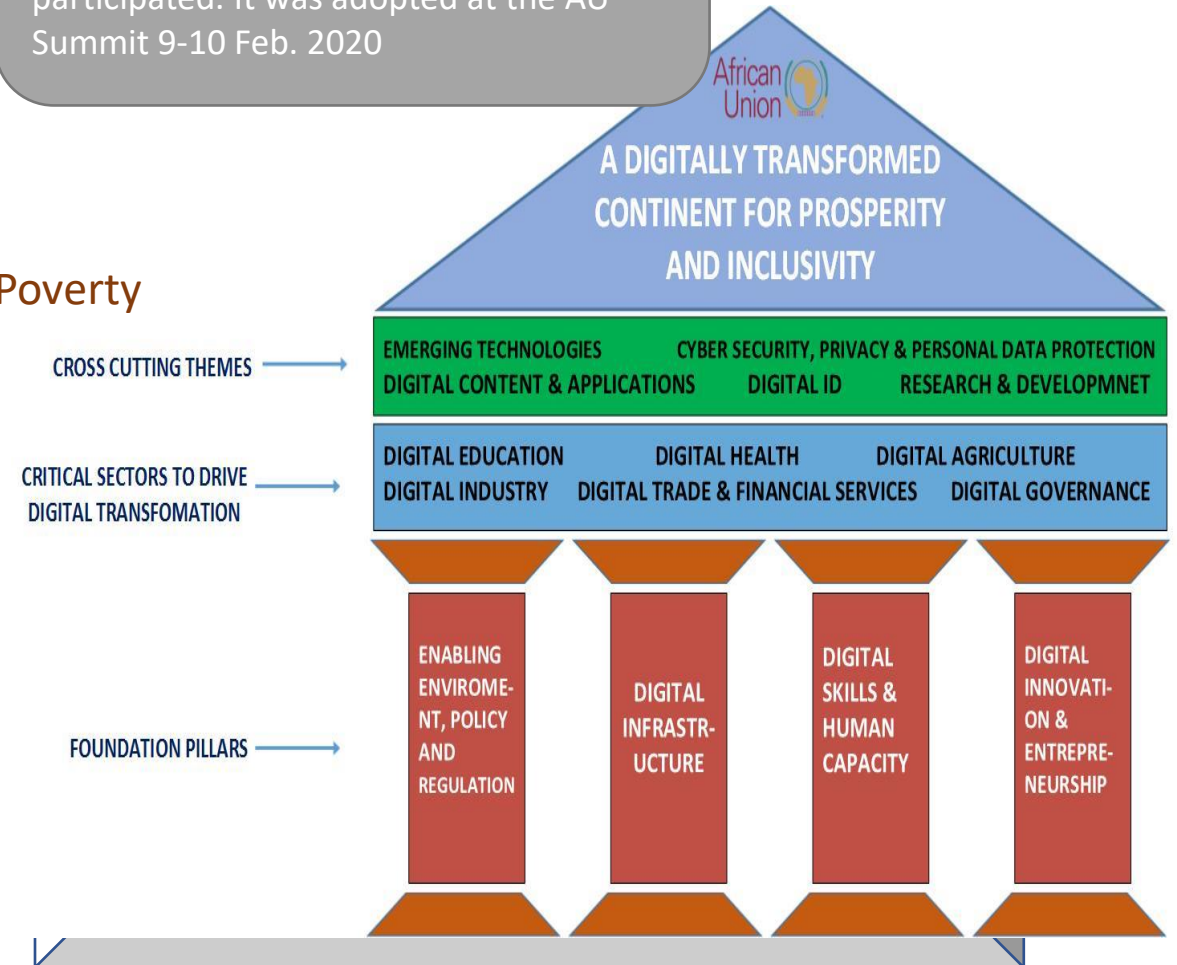 participated. It was adopted at the AU
Summit 9-10 Feb. 2020
African
Union
A DIGITALLY TRANSFORMED
CONTINENT FOR PROSPERITY
AND INCLUSIVITY
Poverty
CROSS CUTTING THEMES
EMERGING TECHNOLOGIES CYBER SECURITY, PRIVACY & PERSONAL DATA PROTECTION
DIGITAL CONTENT & APPLICATIONS DIGITAL ID RESEARCH & DEVELOPMNET
CRITICAL SECTORS TO DRIVE
DIGITAL TRANSFOMATION
DIGITAL EDUCATION DIGITAL HEALTH DIGITAL AGRICULTURE
DIGITAL INDUSTRY DIGITAL TRADE & FINANCIAL SERVICES DIGITAL GOVERNANCE
FOUNDATION PILLARS
ENABLING
ENVIROME-
NT, POLICY
AND
REGULATION
DIGITAL
INFRASTR-
UCTURE
DIGITAL
SKILLS &
HUMAN
CAPACITY
DIGITAL
INNOVATI-
ON &
ENTREPRE-
NEURSHIP